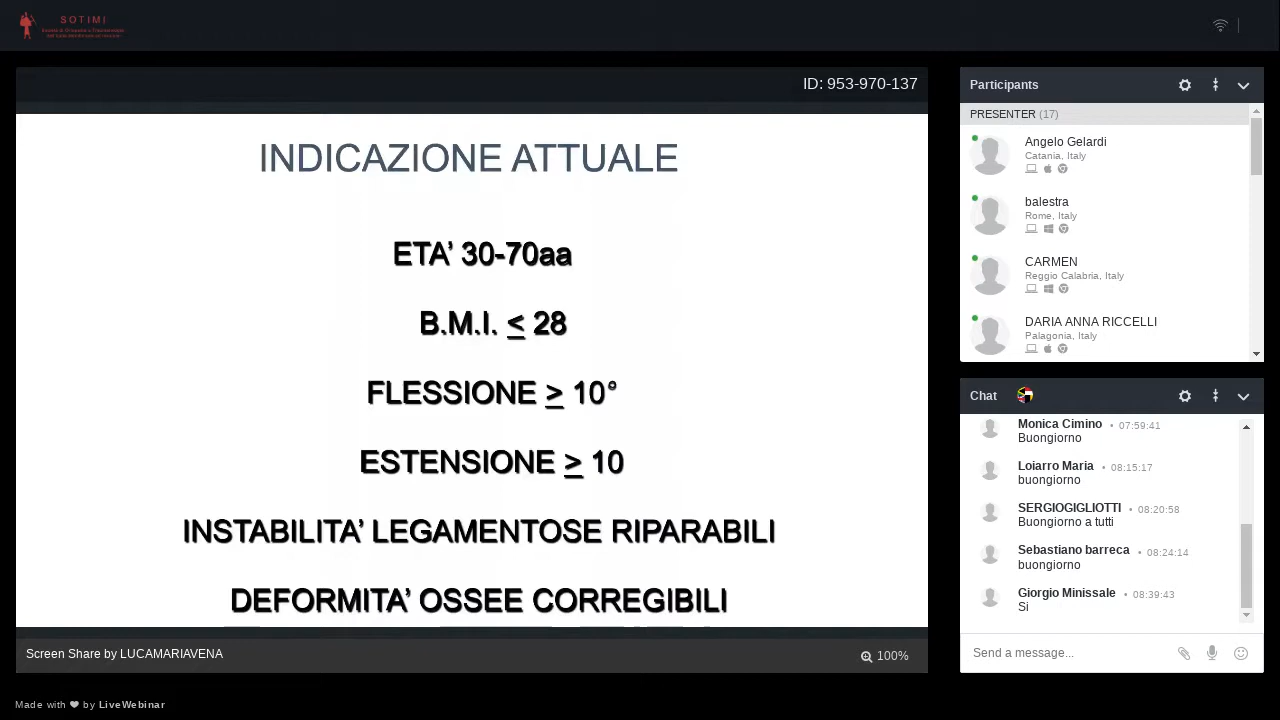 SOTIMI
ID: 953-970-137
INDICAZIONE ATTUALE
ETA’ 30-70aa
B.M.I. < 28
FLESSIONE > 10°
ESTENSIONE > 10
INSTABILITA’ LEGAMENTOSE RIPARABILI
DEFORMITA’ OSSEE CORREGIBILI
Screen Share by LUCAMARIAVENA
100%
Made with ❤ by LiveWebinar
Participants
PRESENTER (17)
Angelo Gelardi
Catania, Italy
balestra
Rome, Italy
CARMEN
Reggio Calabria, Italy
DARIA ANNA RICCELLI
Palagonia, Italy
Chat
Monica Cimino • 07:59:41
Buongiorno
Loiarro Maria • 08:15:17
buongiorno
SERGIOGIGLIOTTI • 08:20:58
Buongiorno a tutti
Sebastiano barreca • 08:24:14
buongiorno
Giorgio Minissale • 08:39:43
Si
Send a message...